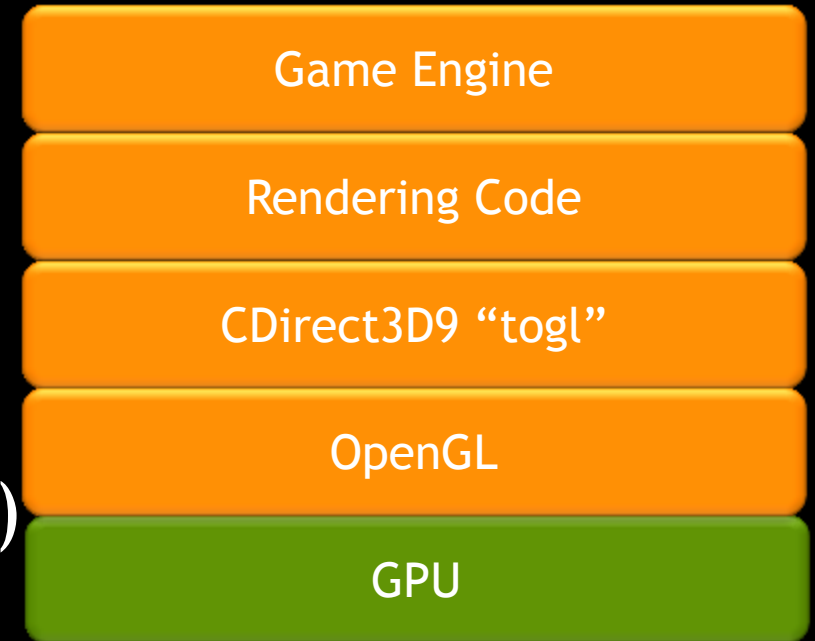 Game Engine
Rendering Code
CDirect3D9 “togl”
OpenGL
)
GPU